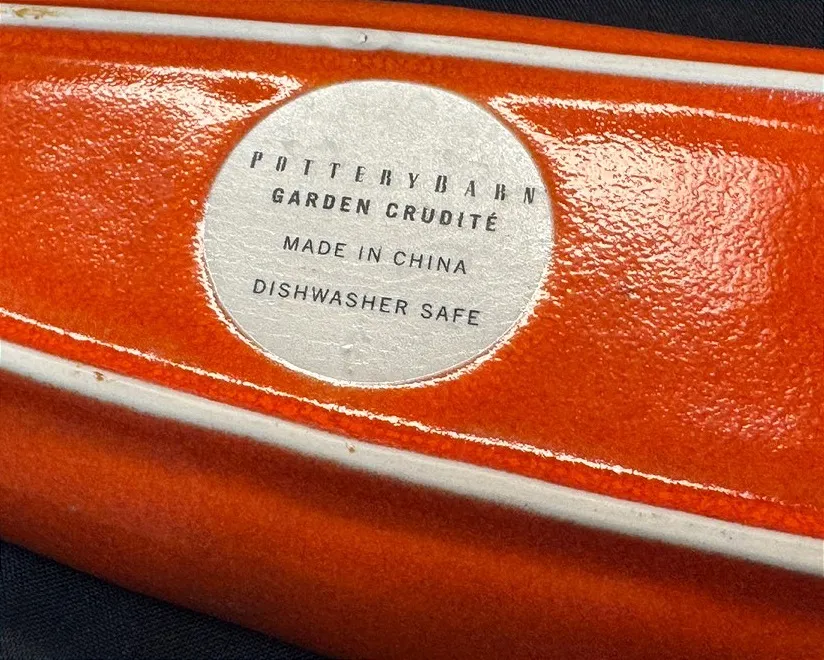 POTTERYBARN
GARDEN CRUDITÉ
MADE IN CHINA
DISHWASHER SAFE